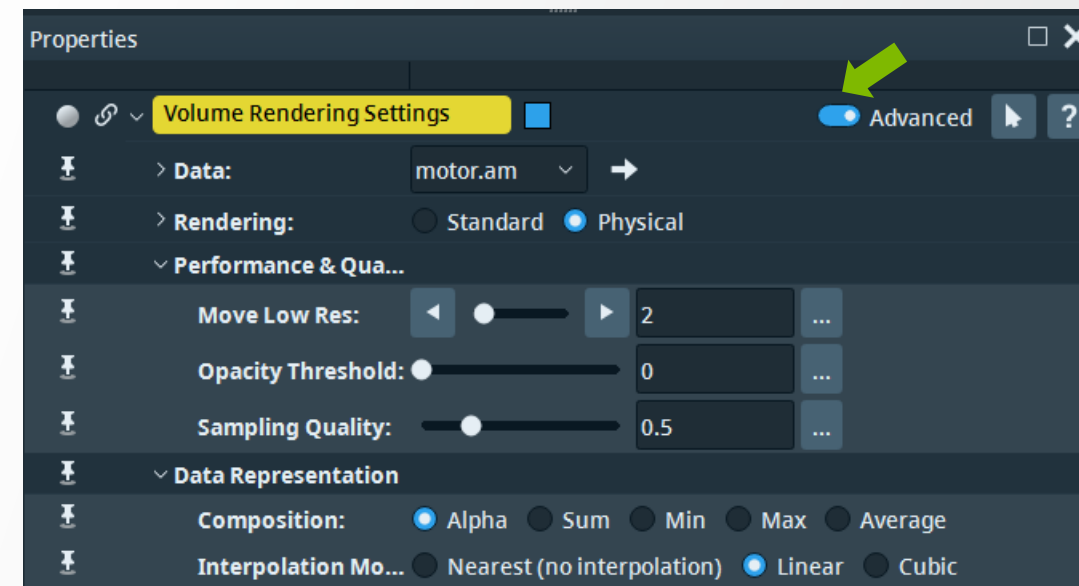 Properties
Volume Rendering Settings Advanced ?
Data: motor.am
Rendering: Standard Physical
Performance & Qua...
Move Low Res: 2 ...
Opacity Threshold: 0 ...
Sampling Quality: 0.5 ...
Data Representation
Composition: Alpha Sum Min Max Average
Interpolation Mo... Nearest (no interpolation) Linear Cubic